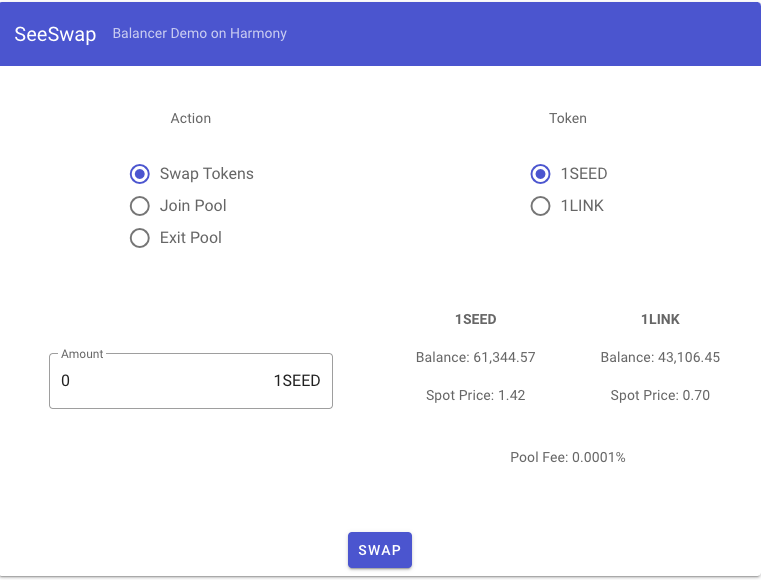 SeeSwap Balancer Demo on Harmony
Action
Token
Swap Tokens
Join Pool
Exit Pool
1SEED
1LINK
Amount
0 1SEED
1SEED
Balance: 61,344.57
Spot Price: 1.42
1LINK
Balance: 43,106.45
Spot Price: 0.70
Pool Fee: 0.0001%
SWAP